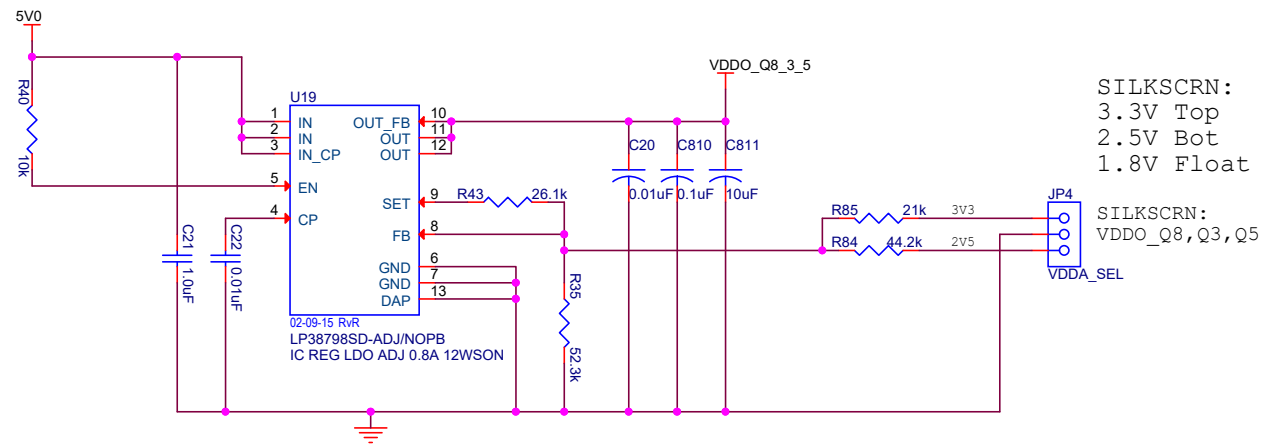 5V0
VDDO_Q8_3_5
SILKSCRN:
3.3V Top
2.5V Bot
1.8V Float
R40
10k
U19
1 IN
2 IN
3 IN_CP
5 EN
4 CP
OUT_FB 10
OUT 11
OUT 12
SET 9
FB 8
GND 6
GND 7
DAP 13
C21
1.0uF
C22
0.01uF
R43 26.1k
C20
0.01uF
C810
0.1uF
C811
10uF
R85 21k 3V3
R84 44.2k 2V5
JP4
VDDA_SEL
SILKSCRN:
VDDO_Q8,Q3,Q5
R35
52.3k
02-09-15 RvR
LP38798SD-ADJ/NOPB
IC REG LDO ADJ 0.8A 12WSON